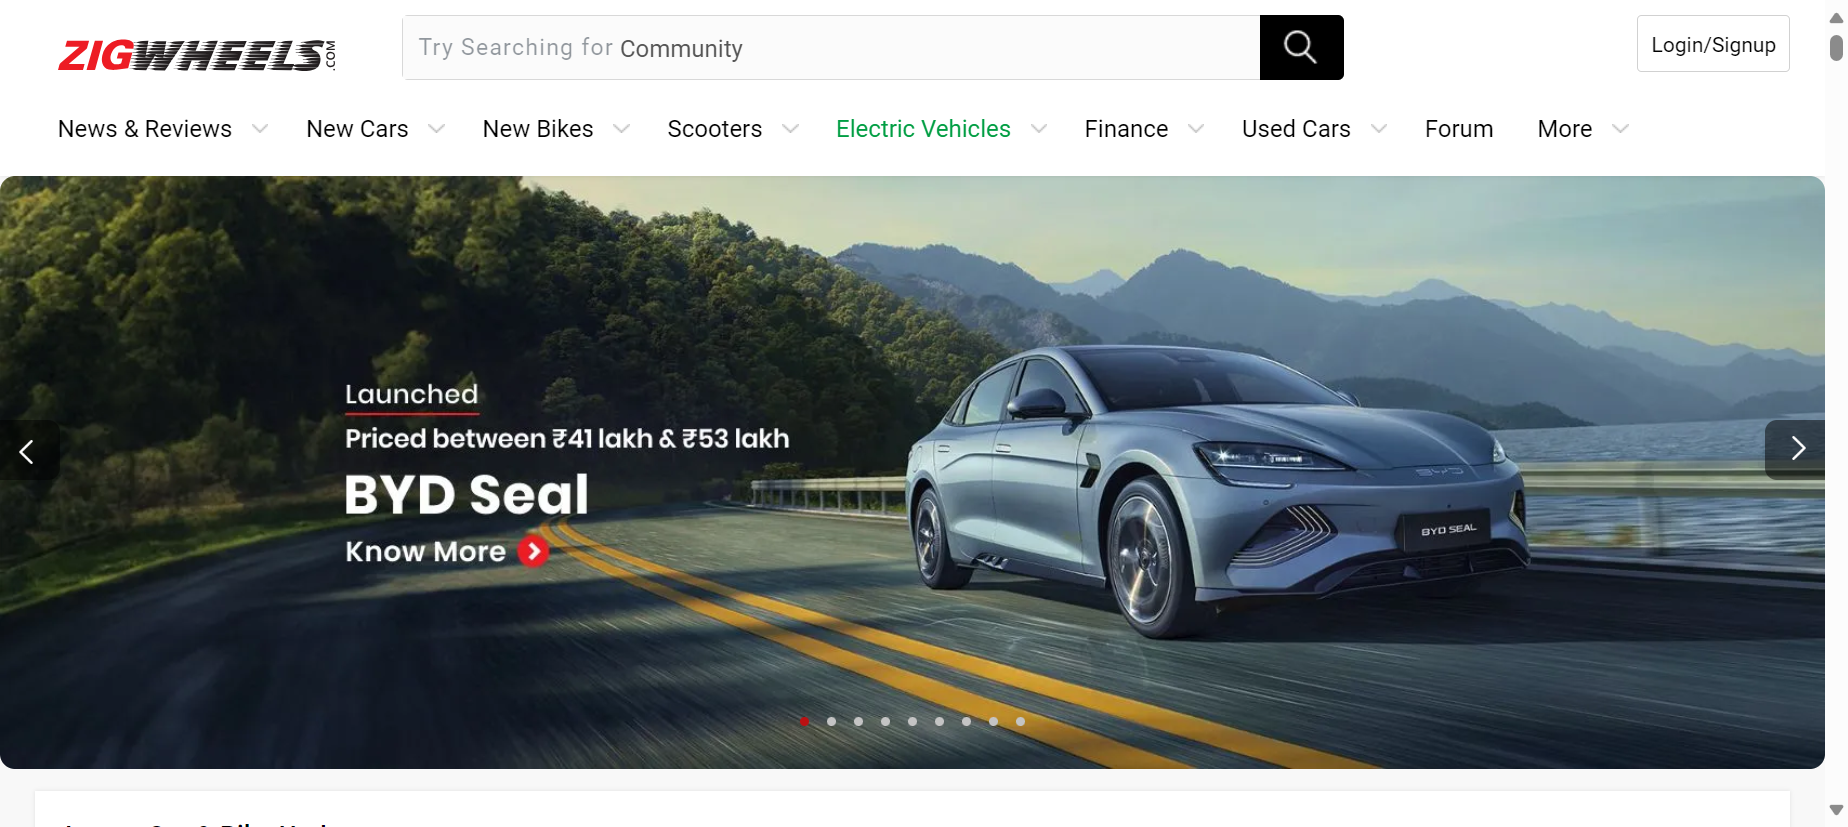 ZIGWHEELS.COM
Try Searching for Community
Login/Signup
News & Reviews New Cars New Bikes Scooters Electric Vehicles Finance Used Cars Forum More
Launched
Priced between ₹41 lakh & ₹53 lakh
BYD Seal
Know More
BYD
BYD SEAL